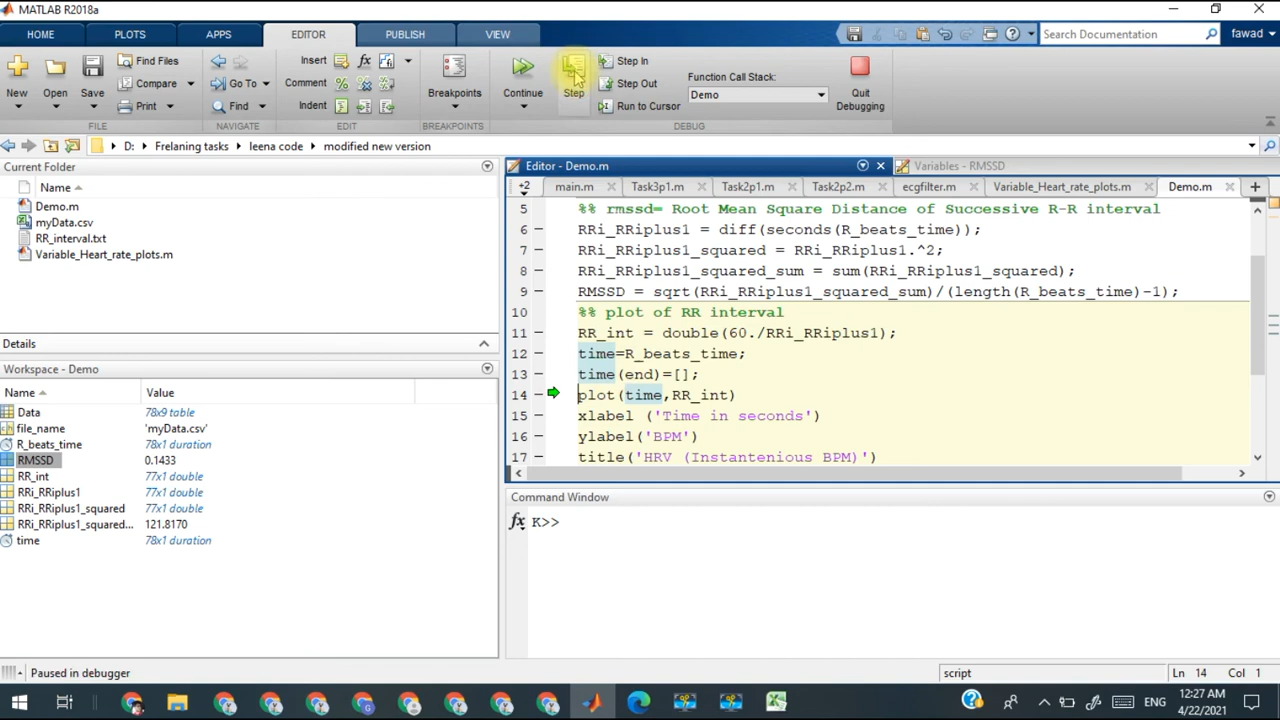 MATLAB R2018a
HOME PLOTS APPS EDITOR PUBLISH VIEW Search Documentation fawad
New Open Save Find Files Compare Print Go To Find Insert Comment Indent Breakpoints Continue Step Step In Step Out Run to Cursor Function Call Stack: Demo Quit Debugging
FILE NAVIGATE EDIT BREAKPOINTS DEBUG
D: Frelaning tasks leena code modified new version
Current Folder
Name
Demo.m
myData.csv
RR_interval.txt
Variable_Heart_rate_plots.m
Details
Workspace - Demo
Name Value
Data 78x9 table
file_name 'myData.csv'
R_beats_time 78x1 duration
RMSSD 0.1433
RR_int 77x1 double
RRi_RRiplus1 77x1 double
RRi_RRiplus1_squared 77x1 double
RRi_RRiplus1_squared... 121.8170
time 78x1 duration
Editor - Demo.m Variables - RMSSD
+2 main.m Task3p1.m Task2p1.m Task2p2.m ecgfilter.m Variable_Heart_rate_plots.m Demo.m
5 %% rmssd= Root Mean Square Distance of Successive R-R interval
6 RRi_RRiplus1 = diff(seconds(R_beats_time));
7 RRi_RRiplus1_squared = RRi_RRiplus1.^2;
8 RRi_RRiplus1_squared_sum = sum(RRi_RRiplus1_squared);
9 RMSSD = sqrt(RRi_RRiplus1_squared_sum)/(length(R_beats_time)-1);
10 %% plot of RR interval
11 RR_int = double(60./RRi_RRiplus1);
12 time=R_beats_time;
13 time(end)=[];
14 plot(time,RR_int)
15 xlabel ('Time in seconds')
16 ylabel('BPM')
17 title('HRV (Instantenious BPM)')
Command Window
fx K>>
Paused in debugger script Ln 14 Col 1
ENG 12:27 AM 4/22/2021